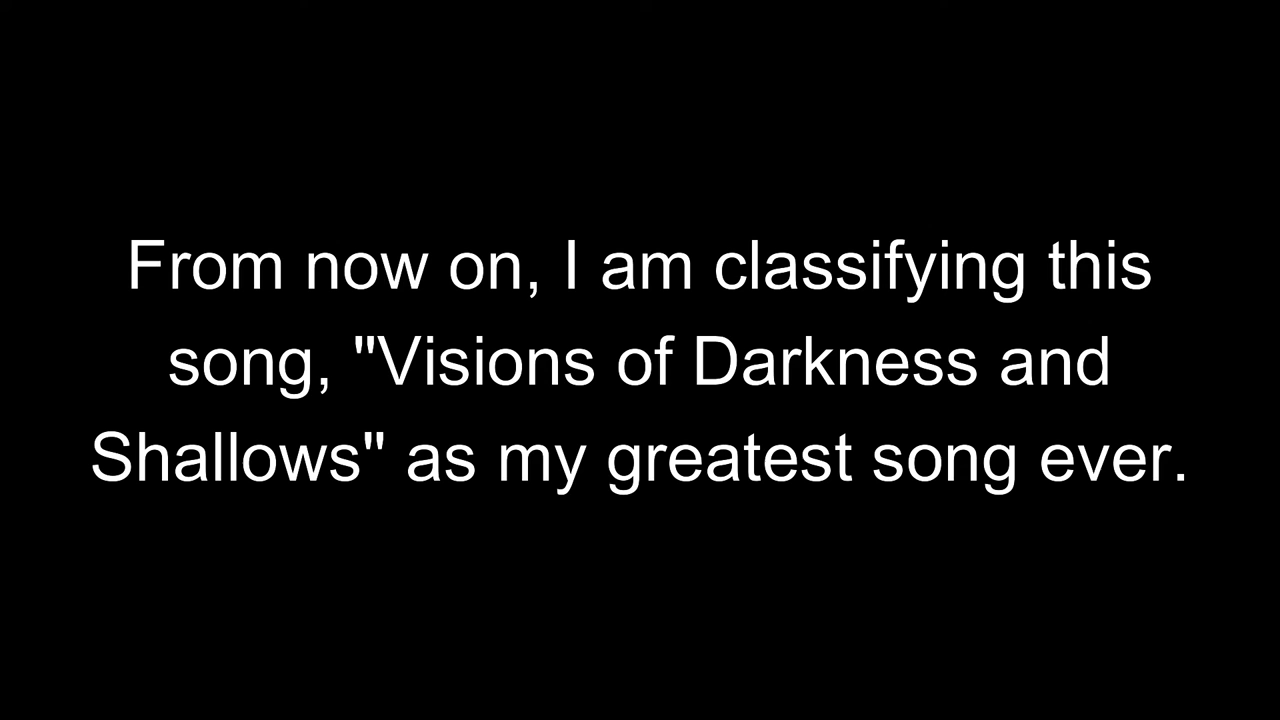 From now on, I am classifying this
song, "Visions of Darkness and
Shallows" as my greatest song ever.